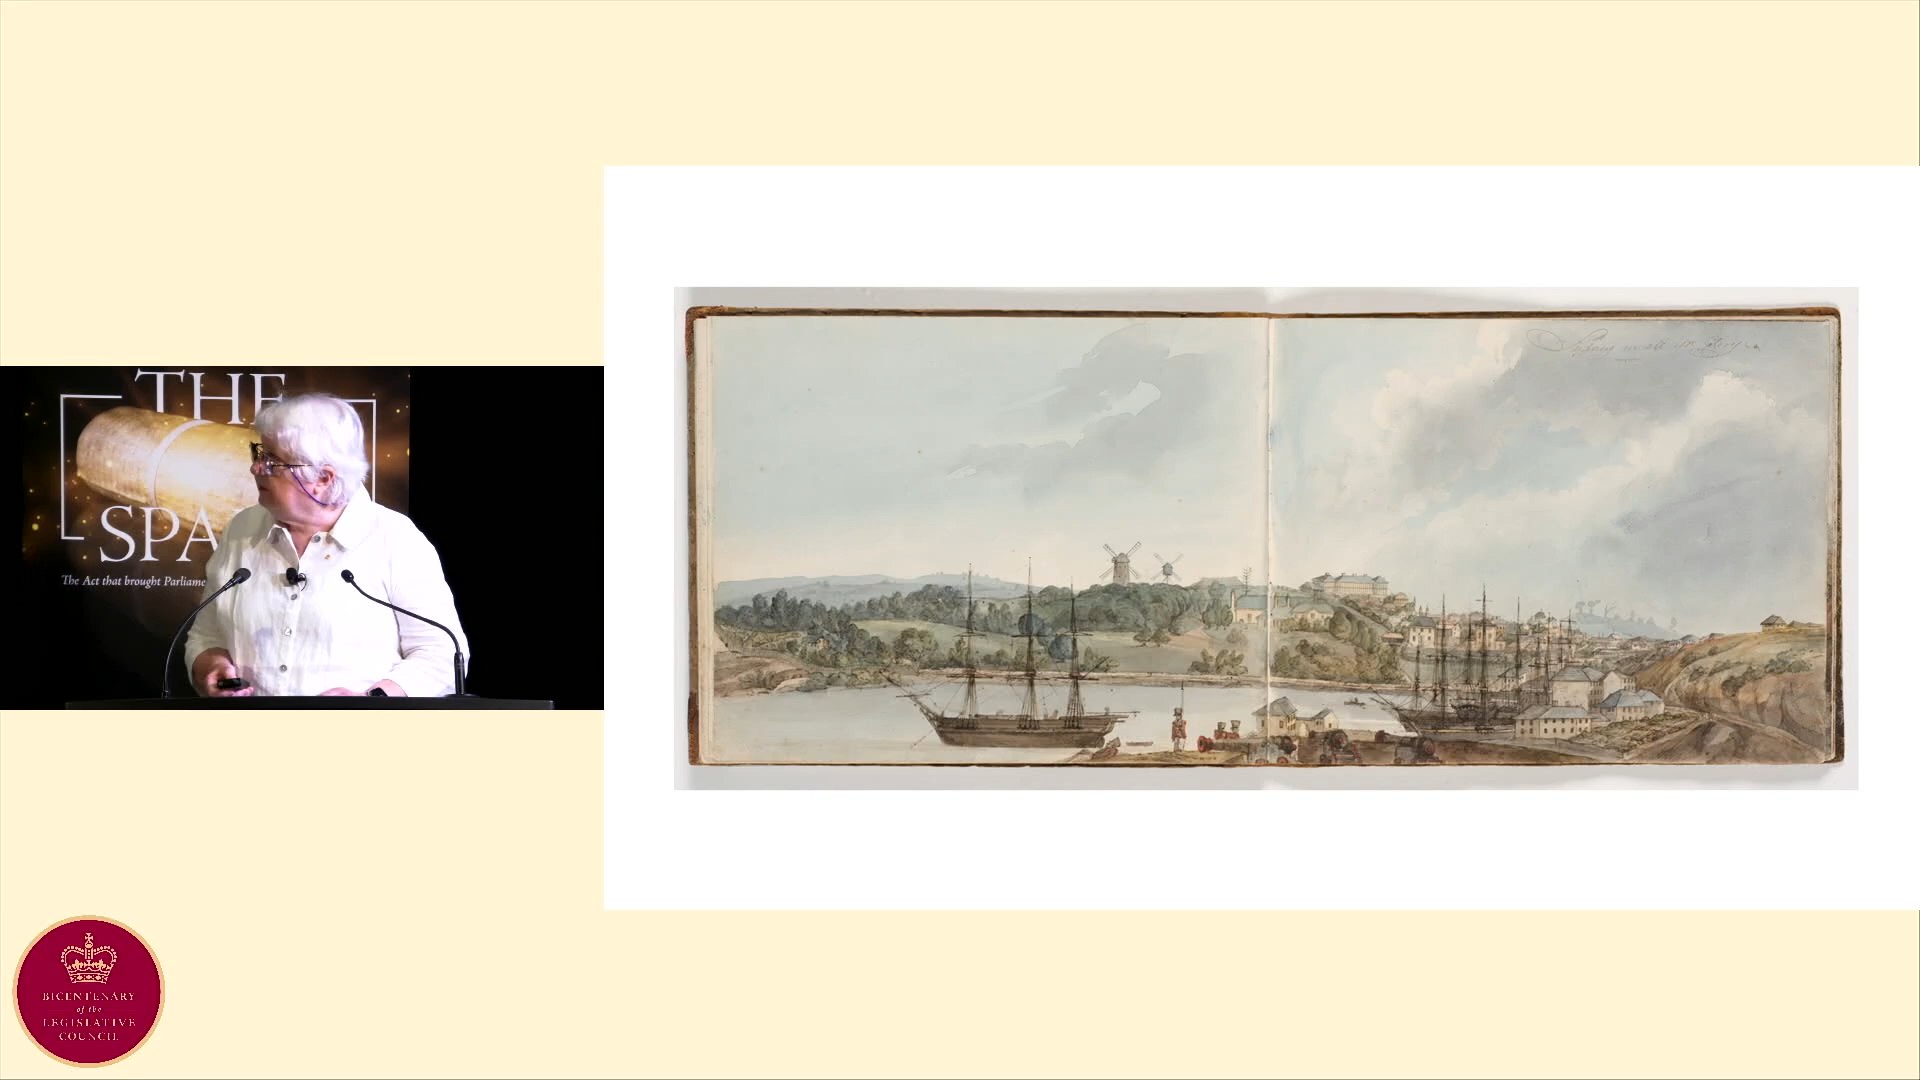 THE
SPA
The Act that brought Parliame
BICENTENARY
of the
LEGISLATIVE
COUNCIL